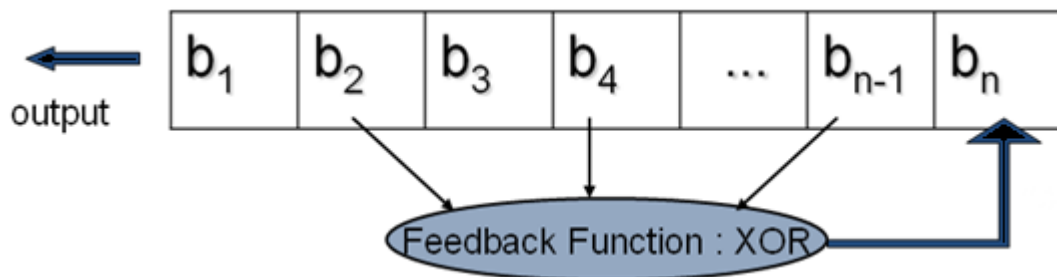 b₁ b₂ b₃ b₄ ... bₙ₋₁ bₙ
output
Feedback Function : XOR